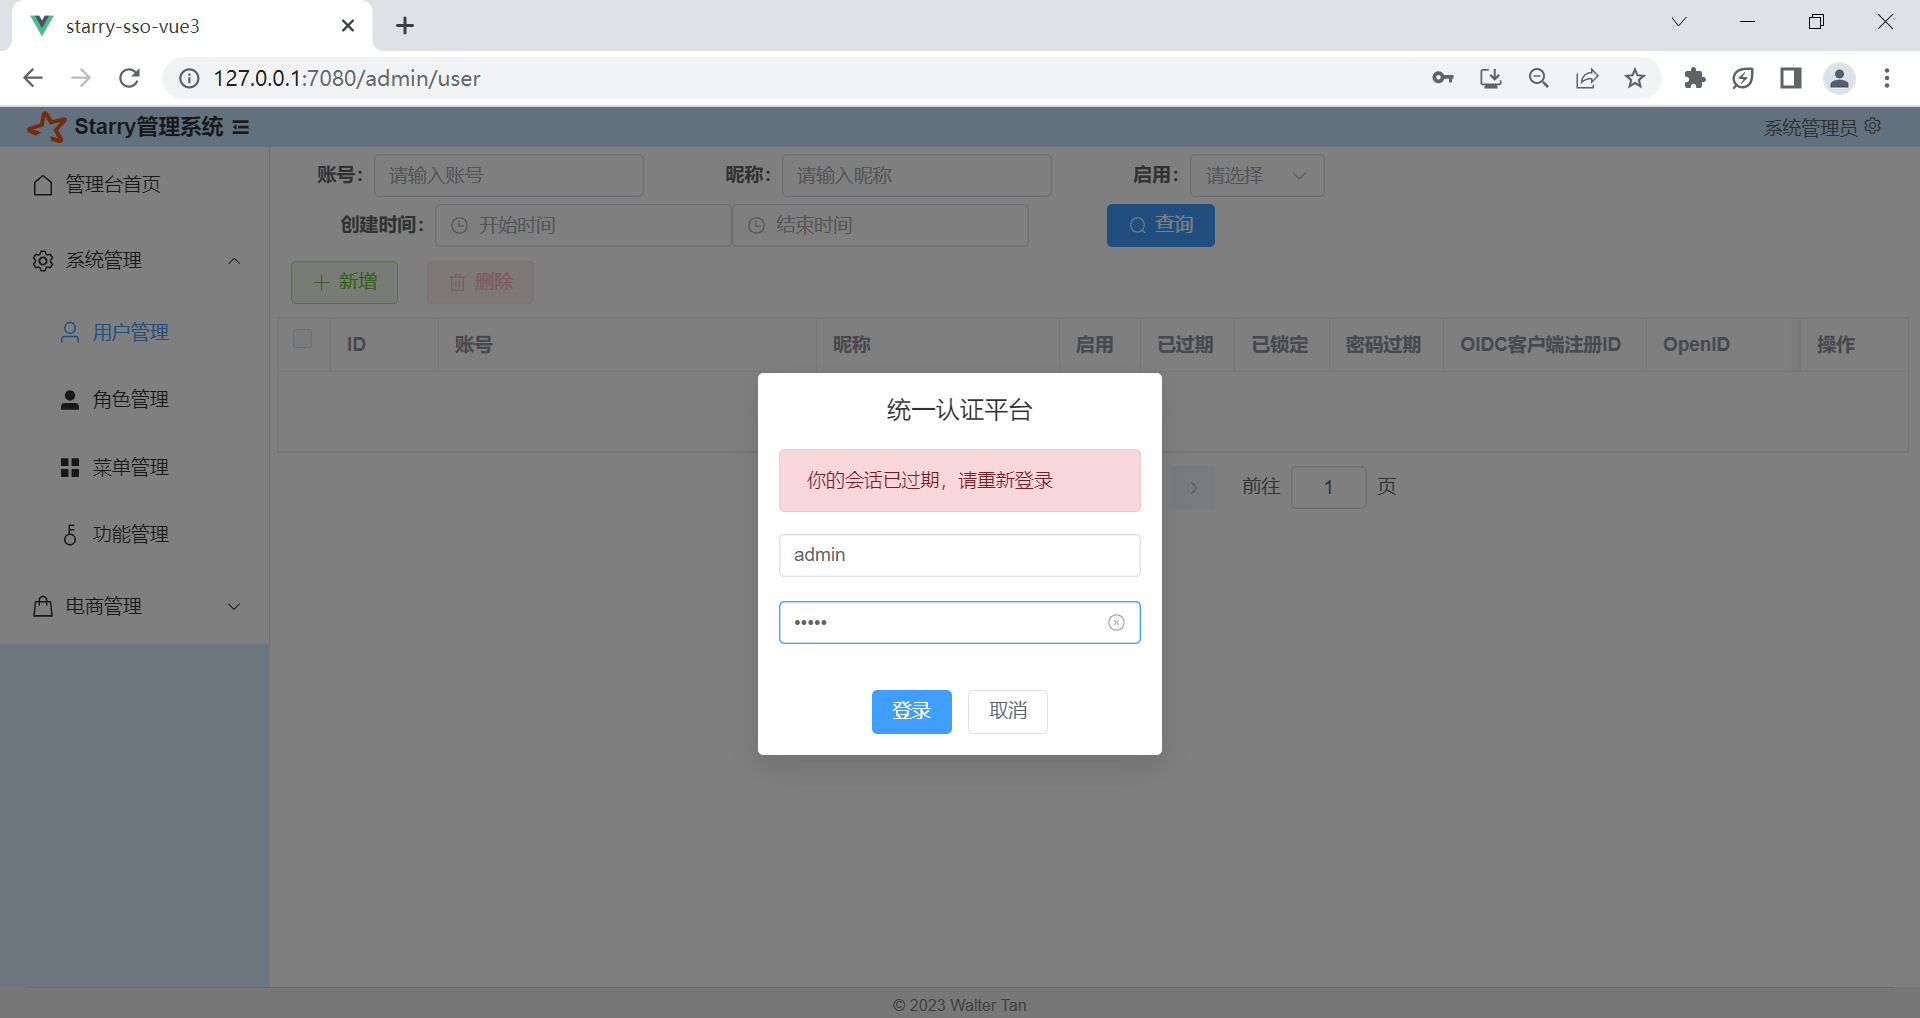 starry-sso-vue3
127.0.0.1:7080/admin/user
Starry管理系统
系统管理员
管理台首页
系统管理
用户管理
角色管理
菜单管理
功能管理
电商管理
账号: 请输入账号 昵称: 请输入昵称 启用: 请选择
创建时间: 开始时间 结束时间 查询
新增 删除
ID 账号 昵称 启用 已过期 已锁定 密码过期 OIDC客户端注册ID OpenID 操作
前往 1 页
统一认证平台
你的会话已过期，请重新登录
admin
•••••
登录 取消
© 2023 Walter Tan